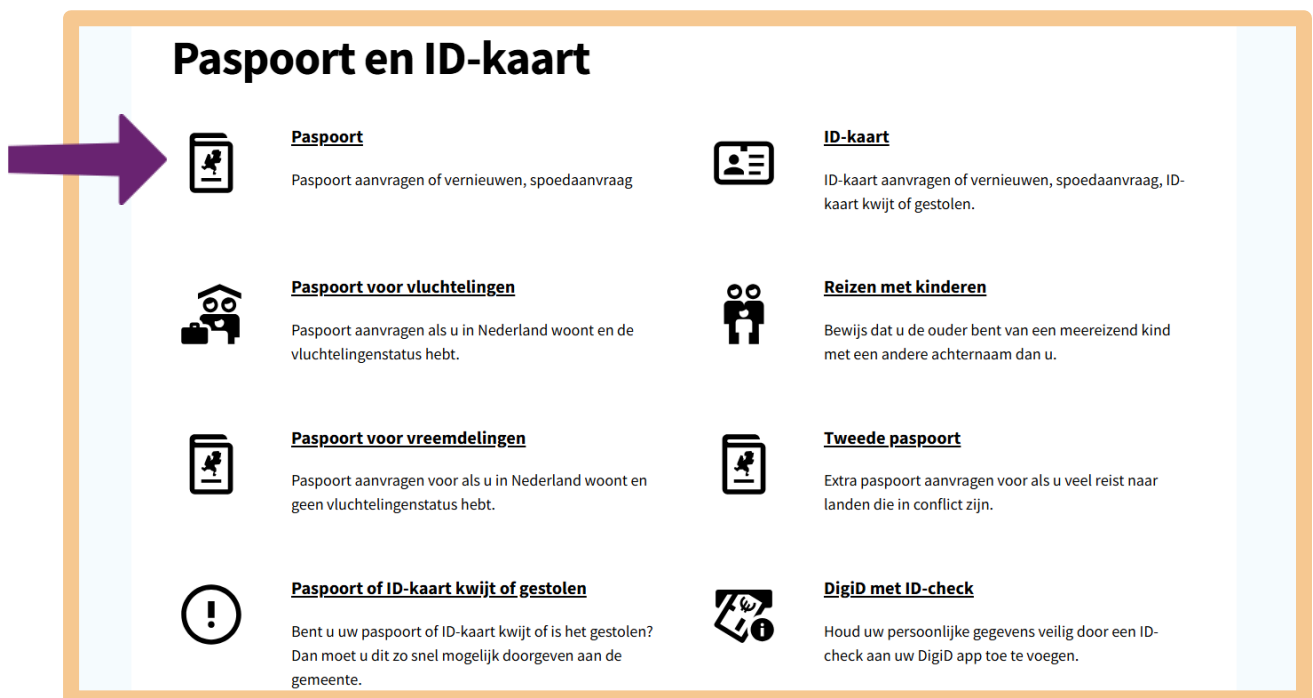 Paspoort en ID-kaart
Paspoort
Paspoort aanvragen of vernieuwen, spoedaanvraag
ID-kaart
ID-kaart aanvragen of vernieuwen, spoedaanvraag, ID-
kaart kwijt of gestolen.
Paspoort voor vluchtelingen
Paspoort aanvragen als u in Nederland woont en de
vluchtelingenstatus hebt.
Reizen met kinderen
Bewijs dat u de ouder bent van een meereizend kind
met een andere achternaam dan u.
Paspoort voor vreemdelingen
Paspoort aanvragen voor als u in Nederland woont en
geen vluchtelingenstatus hebt.
Tweede paspoort
Extra paspoort aanvragen voor als u veel reist naar
landen die in conflict zijn.
Paspoort of ID-kaart kwijt of gestolen
Bent u uw paspoort of ID-kaart kwijt of is het gestolen?
Dan moet u dit zo snel mogelijk doorgeven aan de
gemeente.
DigiD met ID-check
Houd uw persoonlijke gegevens veilig door een ID-
check aan uw DigiD app toe te voegen.